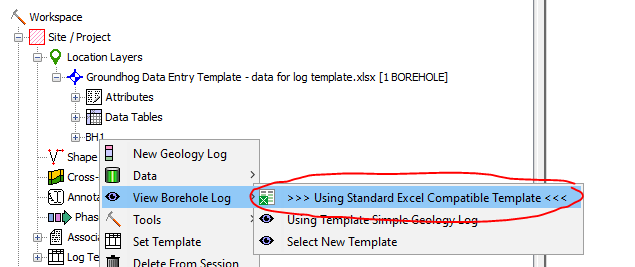 Workspace
Site / Project
Location Layers
Groundhog Data Entry Template - data for log template.xlsx [1 BOREHOLE]
Attributes
Data Tables
BH1
Shape
Cross-
Annota
Phas
Associa
Log Te
New Geology Log
Data
View Borehole Log
Tools
Set Template
Delete From Session
>>> Using Standard Excel Compatible Template <<<
Using Template Simple Geology Log
Select New Template